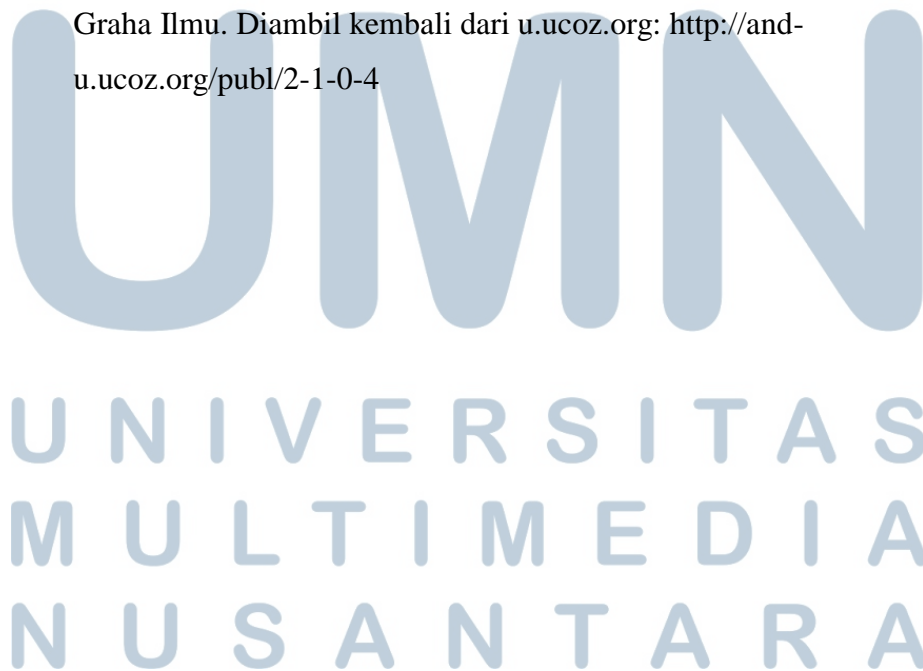 Graha Ilmu. Diambil kembali dari u.ucoz.org: http://and-
u.ucoz.org/publ/2-1-0-4
UMN
UNIVERSITAS
MULTIMEDIA
NUSANTARA